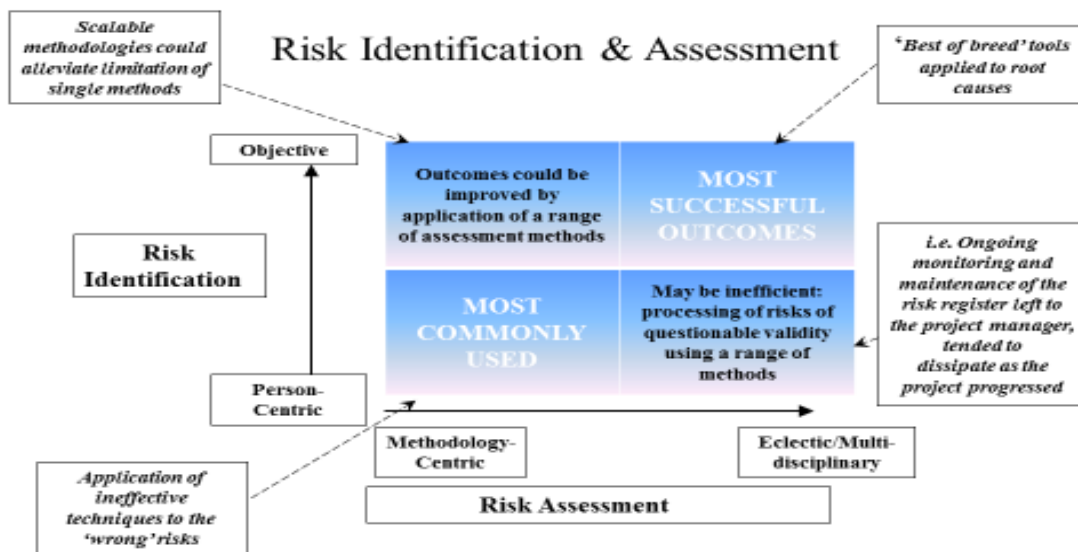 Scalable
methodologies could
alleviate limitation of
single methods
Risk Identification & Assessment
‘Best of breed’ tools
applied to root
causes
Objective
Outcomes could be
improved by
application of a range
of assessment methods
MOST
SUCCESSFUL
OUTCOMES
Risk
Identification
i.e. Ongoing
monitoring and
maintenance of the
risk register left to
the project manager,
tended to
dissipate as the
project progressed
MOST
COMMONLY
USED
May be inefficient:
processing of risks of
questionable validity
using a range of
methods
Person-
Centric
Methodology-
Centric
Eclectic/Multi-
disciplinary
Application of
ineffective
techniques to the
‘wrong’ risks
Risk Assessment